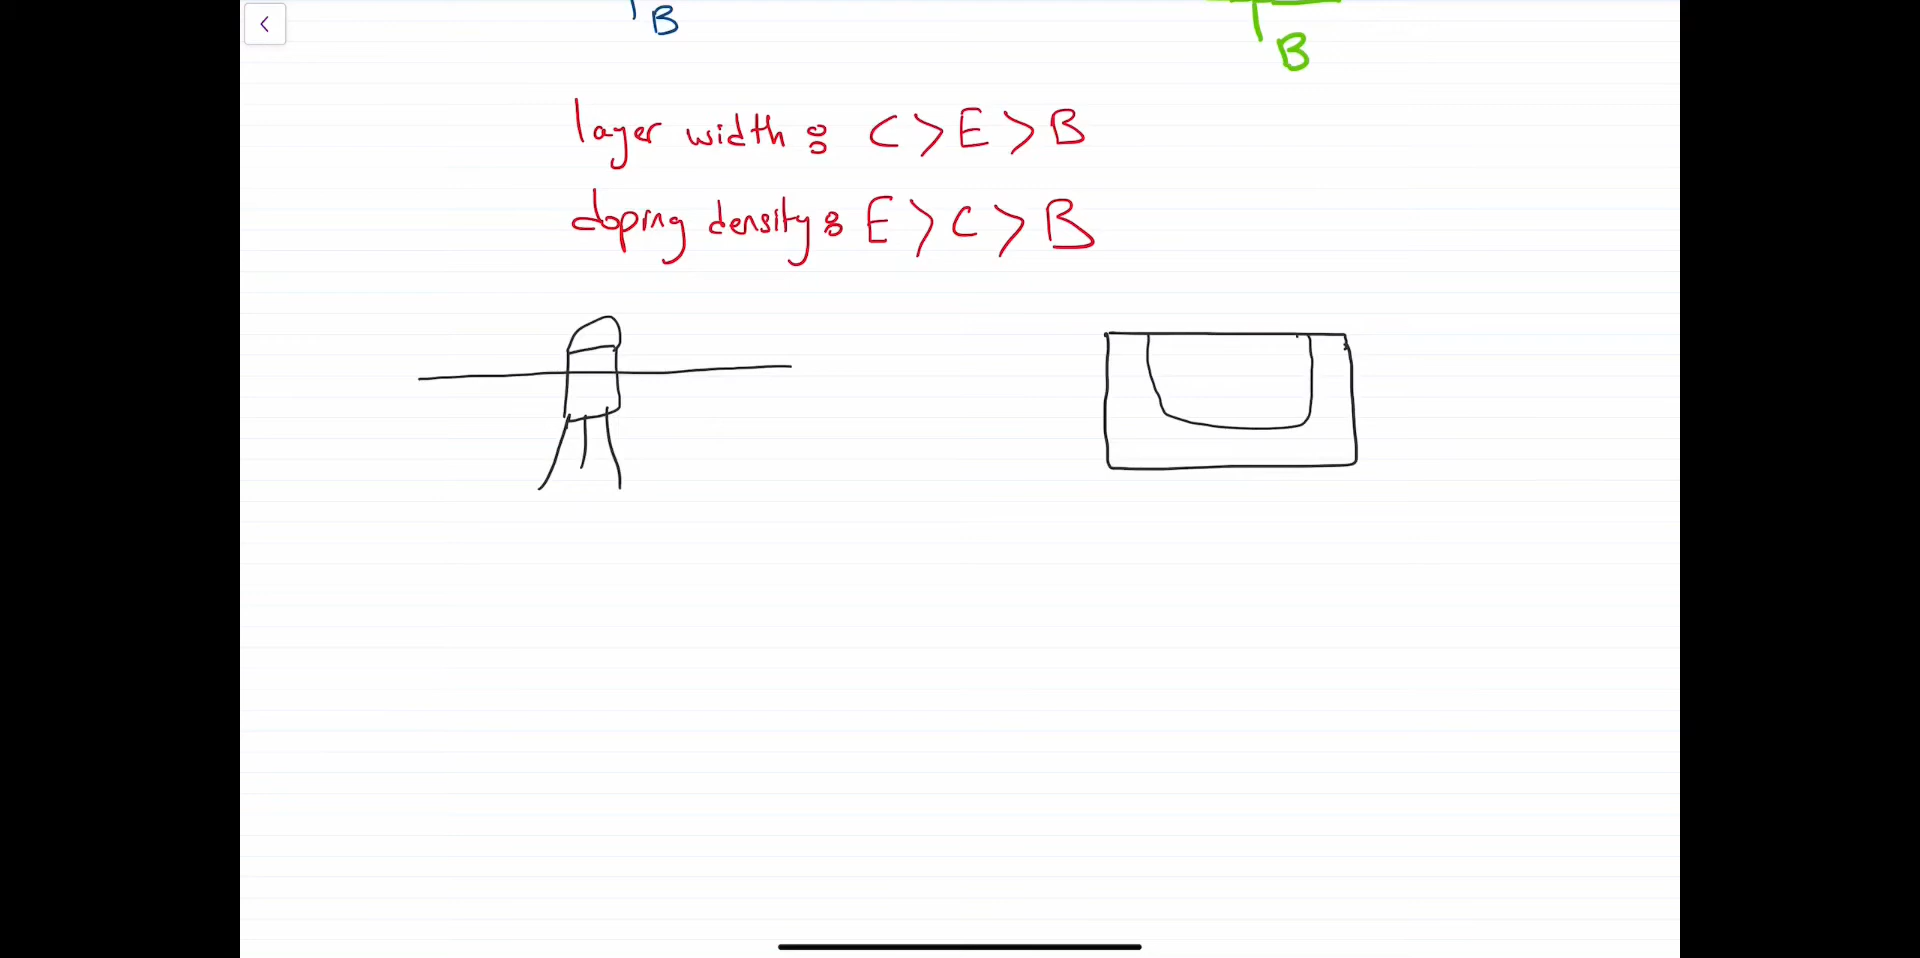 B
B
layer width : C > E > B
doping density : E > C > B